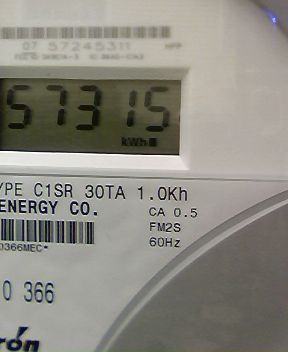 07 57245311
57315
kWh
YPE C1SR 30TA 1.0Kh
ENERGY CO.
CA 0.5
FM2S
60Hz
0366MEC*
0 366
rón